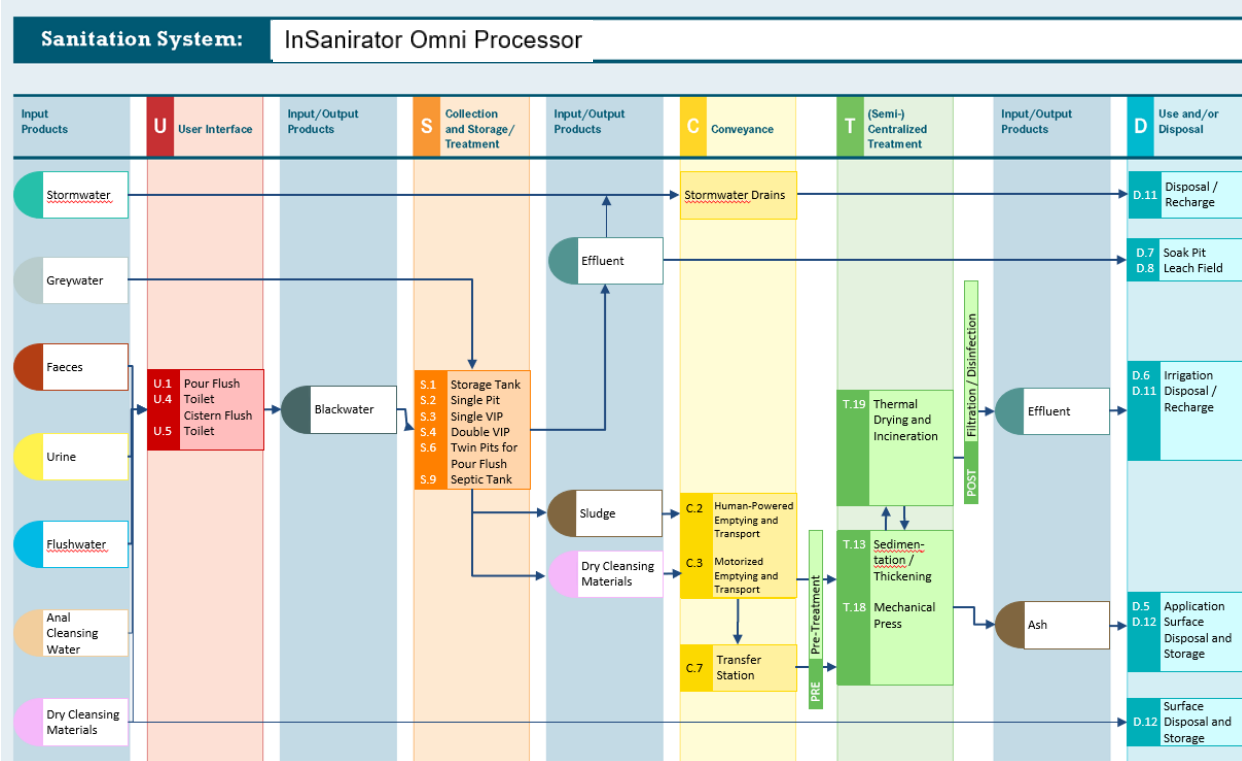 Sanitation System: InSanirator Omni Processor
Input
Products
U User Interface
Input/Output
Products
S Collection
and Storage/
Treatment
Input/Output
Products
C Conveyance
T (Semi-)
Centralized
Treatment
Input/Output
Products
D Use and/or
Disposal
Stormwater
Greywater
Faeces
Urine
Flushwater
Anal
Cleansing
Water
Dry Cleansing
Materials
U.1 Pour Flush
U.4 Toilet
Cistern Flush
U.5 Toilet
Blackwater
S.1 Storage Tank
S.2 Single Pit
S.3 Single VIP
S.4 Double VIP
S.6 Twin Pits for
Pour Flush
S.9 Septic Tank
Effluent
Sludge
Dry Cleansing
Materials
Stormwater Drains
C.2 Human-Powered
Emptying and
Transport
C.3 Motorized
Emptying and
Transport
C.7 Transfer
Station
PRE Pre-Treatment
T.19 Thermal
Drying and
Incineration
T.13 Sedimen-
tation /
Thickening
T.18 Mechanical
Press
POST Filtration / Disinfection
Effluent
Ash
D.11 Disposal /
Recharge
D.7 Soak Pit
D.8 Leach Field
D.6 Irrigation
D.11 Disposal /
Recharge
D.5 Application
D.12 Surface
Disposal and
Storage
Surface
D.12 Disposal and
Storage